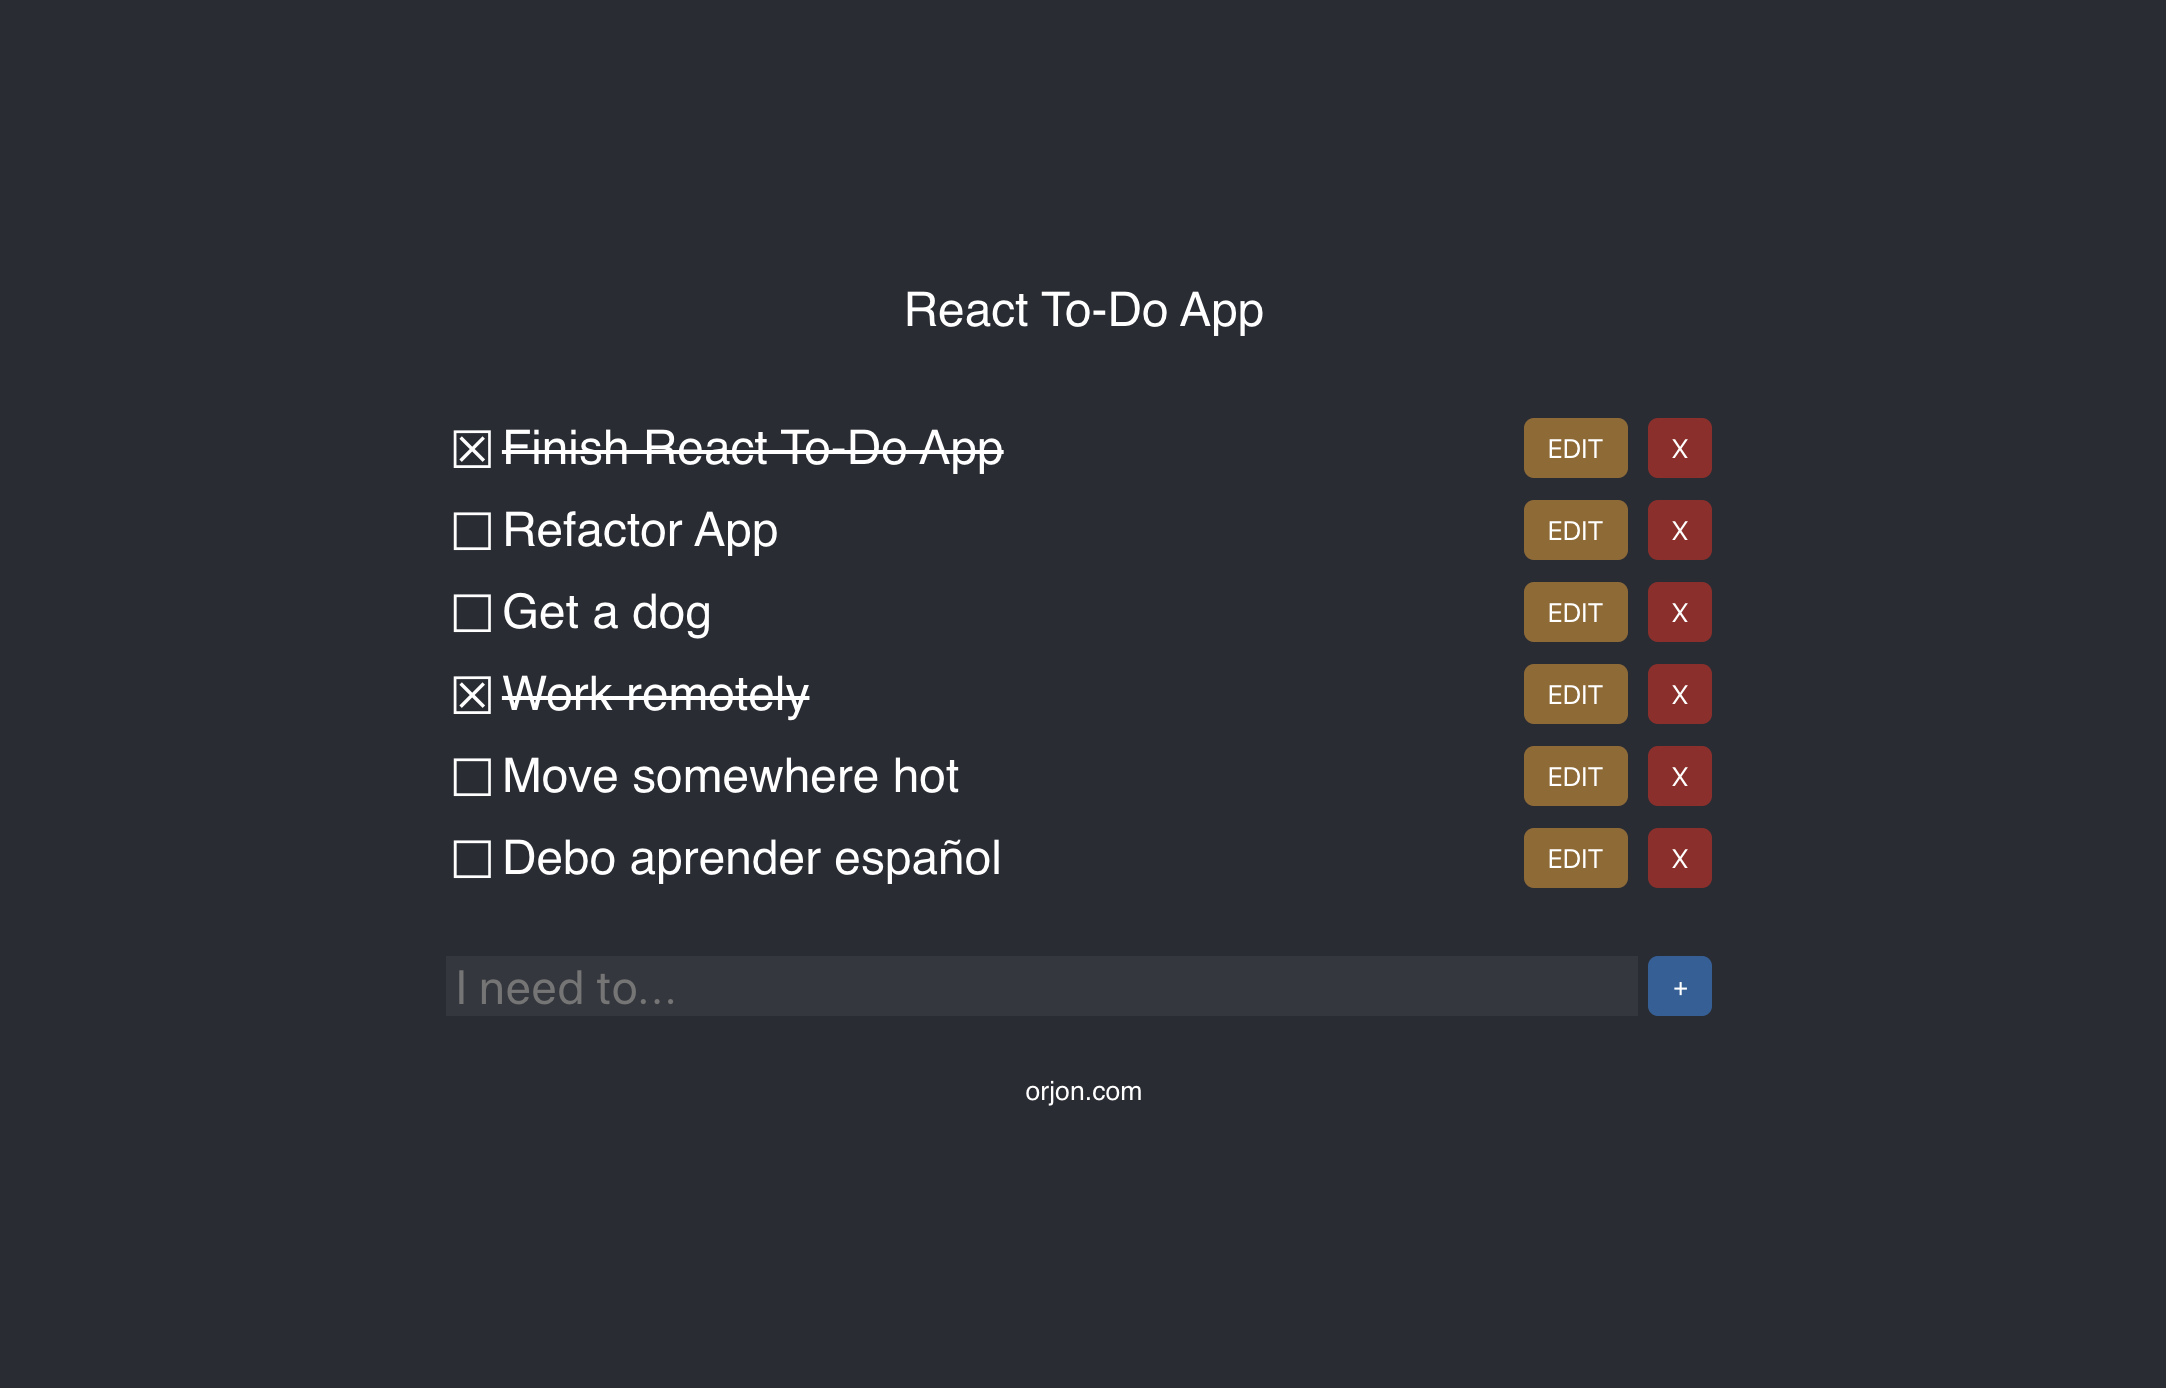 React To-Do App
☒ Finish React To-Do App EDIT X
☐ Refactor App EDIT X
☐ Get a dog EDIT X
☒ Work remotely EDIT X
☐ Move somewhere hot EDIT X
☐ Debo aprender español EDIT X
I need to... +
orjon.com